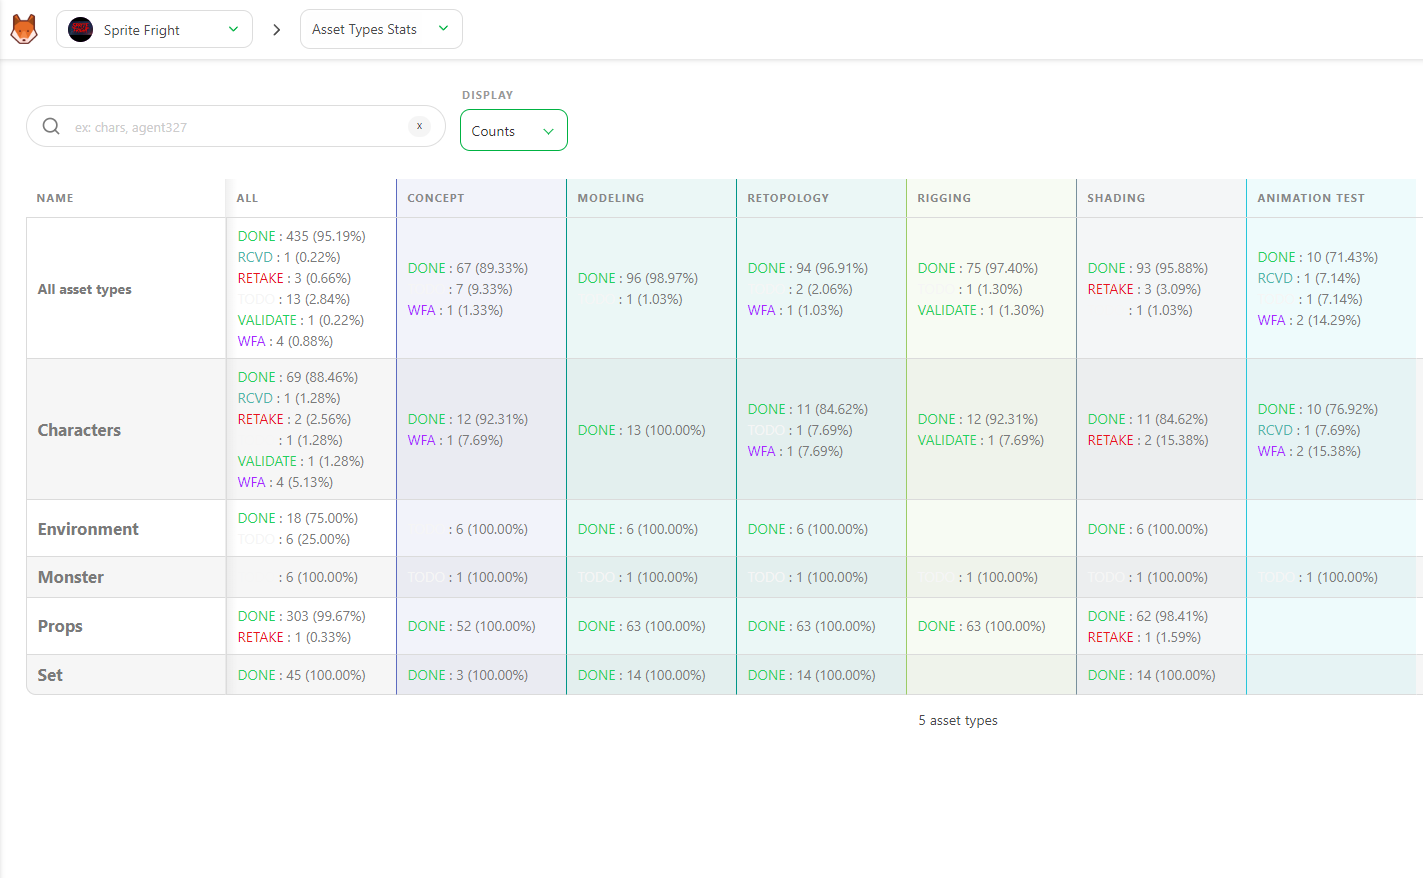 Sprite Fright
Asset Types Stats
DISPLAY
ex: chars, agent327
x
Counts
NAME
ALL
CONCEPT
MODELING
RETOPOLOGY
RIGGING
SHADING
ANIMATION TEST
All asset types
DONE : 435 (95.19%)
RCVD : 1 (0.22%)
RETAKE : 3 (0.66%)
TODO : 13 (2.84%)
VALIDATE : 1 (0.22%)
WFA : 4 (0.88%)
DONE : 67 (89.33%)
: 7 (9.33%)
WFA : 1 (1.33%)
DONE : 96 (98.97%)
: 1 (1.03%)
DONE : 94 (96.91%)
: 2 (2.06%)
WFA : 1 (1.03%)
DONE : 75 (97.40%)
TODO : 1 (1.30%)
VALIDATE : 1 (1.30%)
DONE : 93 (95.88%)
RETAKE : 3 (3.09%)
: 1 (1.03%)
DONE : 10 (71.43%)
RCVD : 1 (7.14%)
: 1 (7.14%)
WFA : 2 (14.29%)
Characters
DONE : 69 (88.46%)
RCVD : 1 (1.28%)
RETAKE : 2 (2.56%)
: 1 (1.28%)
VALIDATE : 1 (1.28%)
WFA : 4 (5.13%)
DONE : 12 (92.31%)
WFA : 1 (7.69%)
DONE : 13 (100.00%)
DONE : 11 (84.62%)
TODO : 1 (7.69%)
WFA : 1 (7.69%)
DONE : 12 (92.31%)
VALIDATE : 1 (7.69%)
DONE : 11 (84.62%)
RETAKE : 2 (15.38%)
DONE : 10 (76.92%)
RCVD : 1 (7.69%)
WFA : 2 (15.38%)
Environment
DONE : 18 (75.00%)
TODO : 6 (25.00%)
: 6 (100.00%)
DONE : 6 (100.00%)
DONE : 6 (100.00%)
DONE : 6 (100.00%)
Monster
: 6 (100.00%)
TODO : 1 (100.00%)
TODO : 1 (100.00%)
TODO : 1 (100.00%)
TODO : 1 (100.00%)
TODO : 1 (100.00%)
TODO : 1 (100.00%)
Props
DONE : 303 (99.67%)
RETAKE : 1 (0.33%)
DONE : 52 (100.00%)
DONE : 63 (100.00%)
DONE : 63 (100.00%)
DONE : 63 (100.00%)
DONE : 62 (98.41%)
RETAKE : 1 (1.59%)
Set
DONE : 45 (100.00%)
DONE : 3 (100.00%)
DONE : 14 (100.00%)
DONE : 14 (100.00%)
DONE : 14 (100.00%)
5 asset types